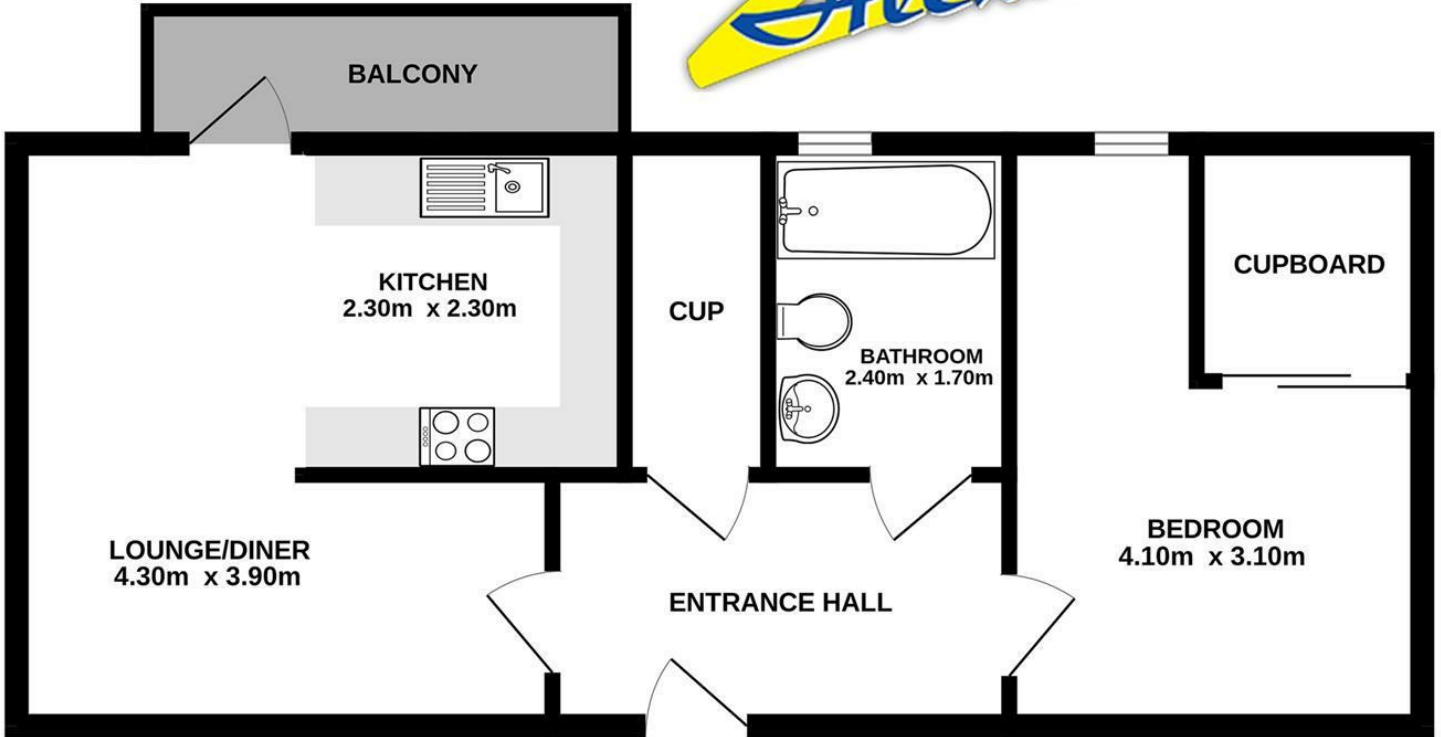 BALCONY
KITCHEN
2.30m x 2.30m
CUP
BATHROOM
2.40m x 1.70m
CUPBOARD
LOUNGE/DINER
4.30m x 3.90m
ENTRANCE HALL
BEDROOM
4.10m x 3.10m